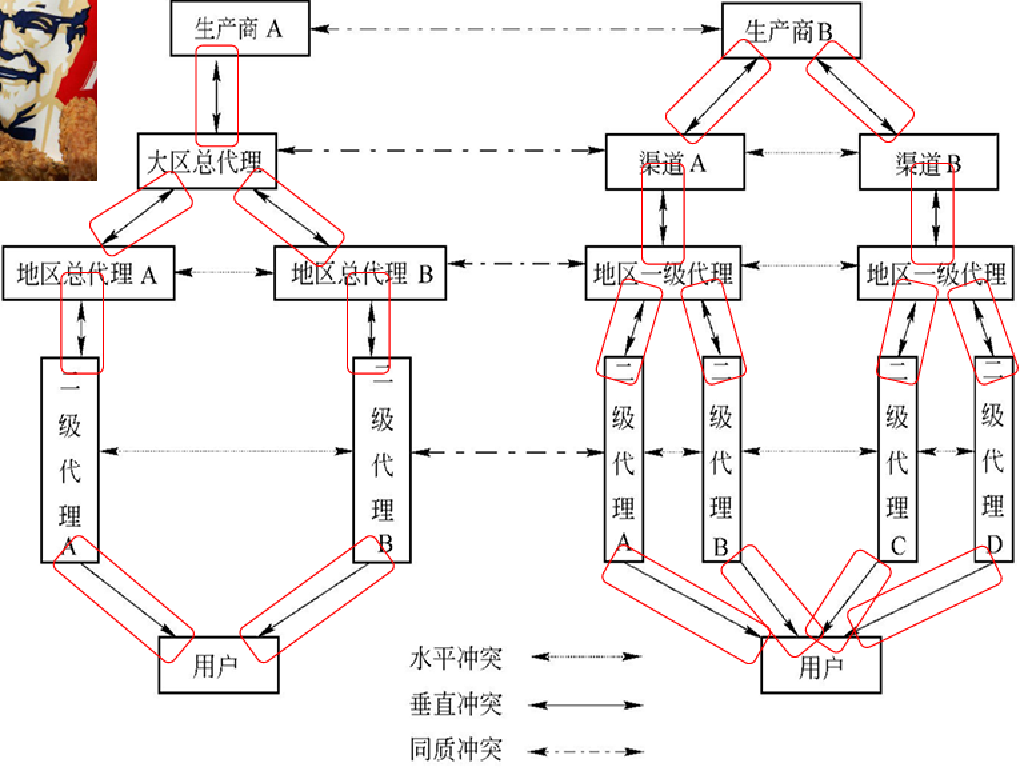 生产商 A
生产商B
大区总代理
渠道 A
渠道 B
地区总代理 A
地区总代理 B
地区一级代理
地区一级代理
二级代理A
二级代理B
二级代理A
二级代理B
二级代理C
二级代理D
用户
用户
水平冲突
垂直冲突
同质冲突